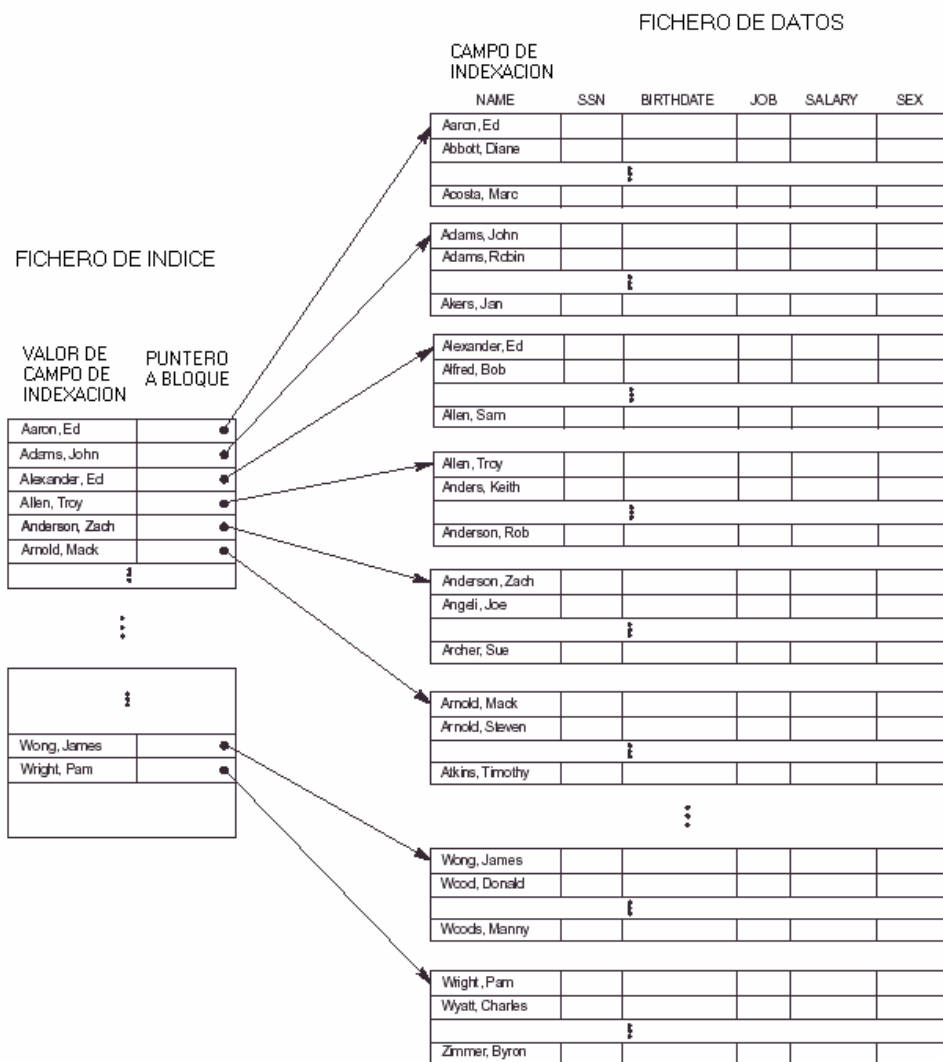 FICHERO DE DATOS
CAMPO DE
INDEXACION
NAME SSN BIRTHDATE JOB SALARY SEX
Aaron, Ed
Abbott, Diane
Acosta, Marc
Adams, John
Adams, Robin
Akers, Jan
Alexander, Ed
Alfred, Bob
Allen, Sam
Allen, Troy
Anders, Keith
Anderson, Rob
Anderson, Zach
Angeli, Joe
Archer, Sue
Arnold, Mack
Arnold, Steven
Atkins, Timothy
Wong, James
Wood, Donald
Woods, Manny
Wright, Pam
Wyatt, Charles
Zimmer, Byron
FICHERO DE INDICE
VALOR DE
CAMPO DE
INDEXACION
PUNTERO
A BLOQUE
Aaron, Ed
Adams, John
Alexander, Ed
Allen, Troy
Anderson, Zach
Arnold, Mack
Wong, James
Wright, Pam